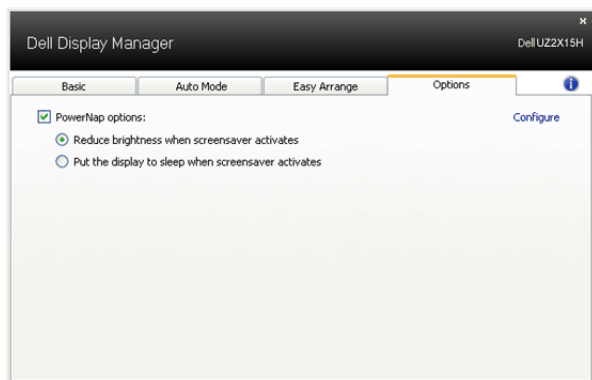 Dell Display Manager
Dell UZ2X15H
Basic
Auto Mode
Easy Arrange
Options
PowerNap options:
Configure
Reduce brightness when screensaver activates
Put the display to sleep when screensaver activates